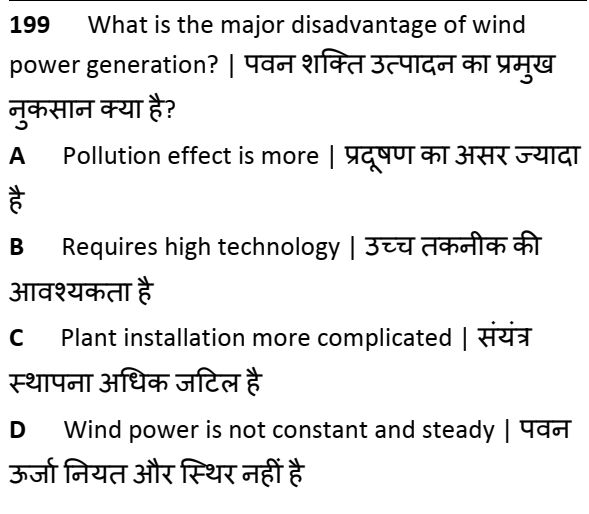 199 What is the major disadvantage of wind
power generation? | पवन शक्ति उत्पादन का प्रमुख
नुकसान क्या है?
A Pollution effect is more | प्रदूषण का असर ज्यादा
है
B Requires high technology | उच्च तकनीक की
आवश्यकता है
C Plant installation more complicated | संयंत्र
स्थापना अधिक जटिल है
D Wind power is not constant and steady | पवन
ऊर्जा नियत और स्थिर नहीं है